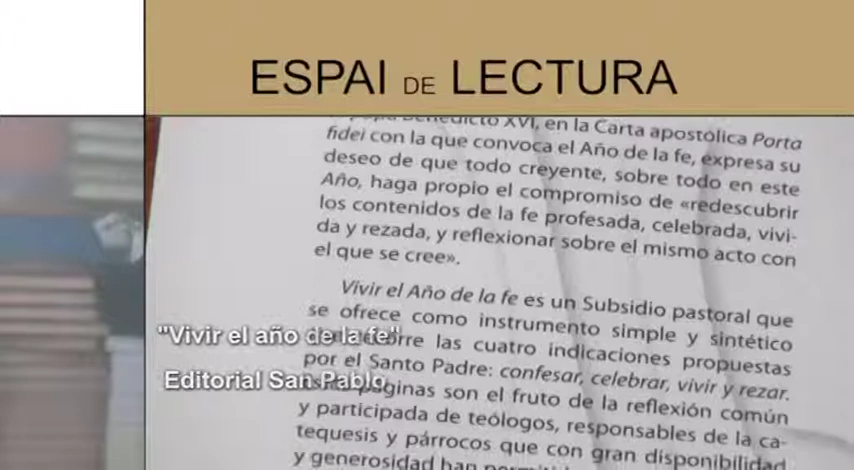 ESPAI DE LECTURA
Benedicto XVI, en la Carta apostólica Porta
fidei con la que convoca el Año de la fe, expresa su
deseo de que todo creyente, sobre todo en este
Año, haga propio el compromiso de «redescubrir
los contenidos de la fe profesada, celebrada, vivi-
da y rezada, y reflexionar sobre el mismo acto con
el que se cree».
Vivir el Año de la fe es un Subsidio pastoral que
se ofrece como instrumento simple y sintético
"Vivir el año de la fe"
las cuatro indicaciones propuestas
por el Santo Padre: confesar, celebrar, vivir y rezar.
Editorial San Pablo
páginas son el fruto de la reflexión común
y participada de teólogos, responsables de la ca-
tequesis y párrocos que con gran disponibilidad
y generosidad han